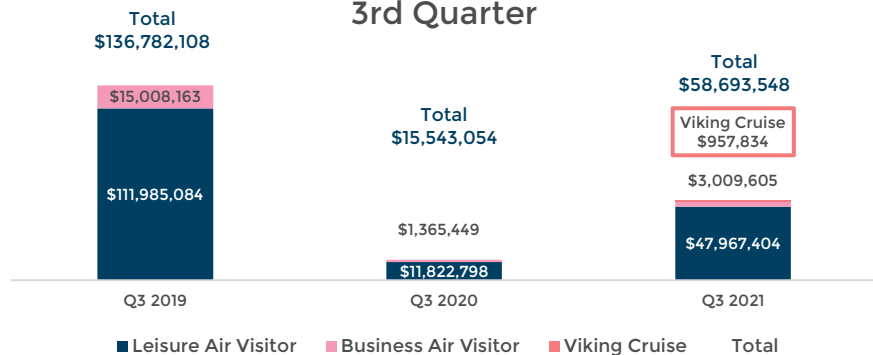 3rd Quarter
Total
$136,782,108
$15,008,163
$111,985,084
Total
$15,543,054
$1,365,449
$11,822,798
Total
$58,693,548
Viking Cruise
$957,834
$3,009,605
$47,967,404
Q3 2019
Q3 2020
Q3 2021
Leisure Air Visitor
Business Air Visitor
Viking Cruise
Total